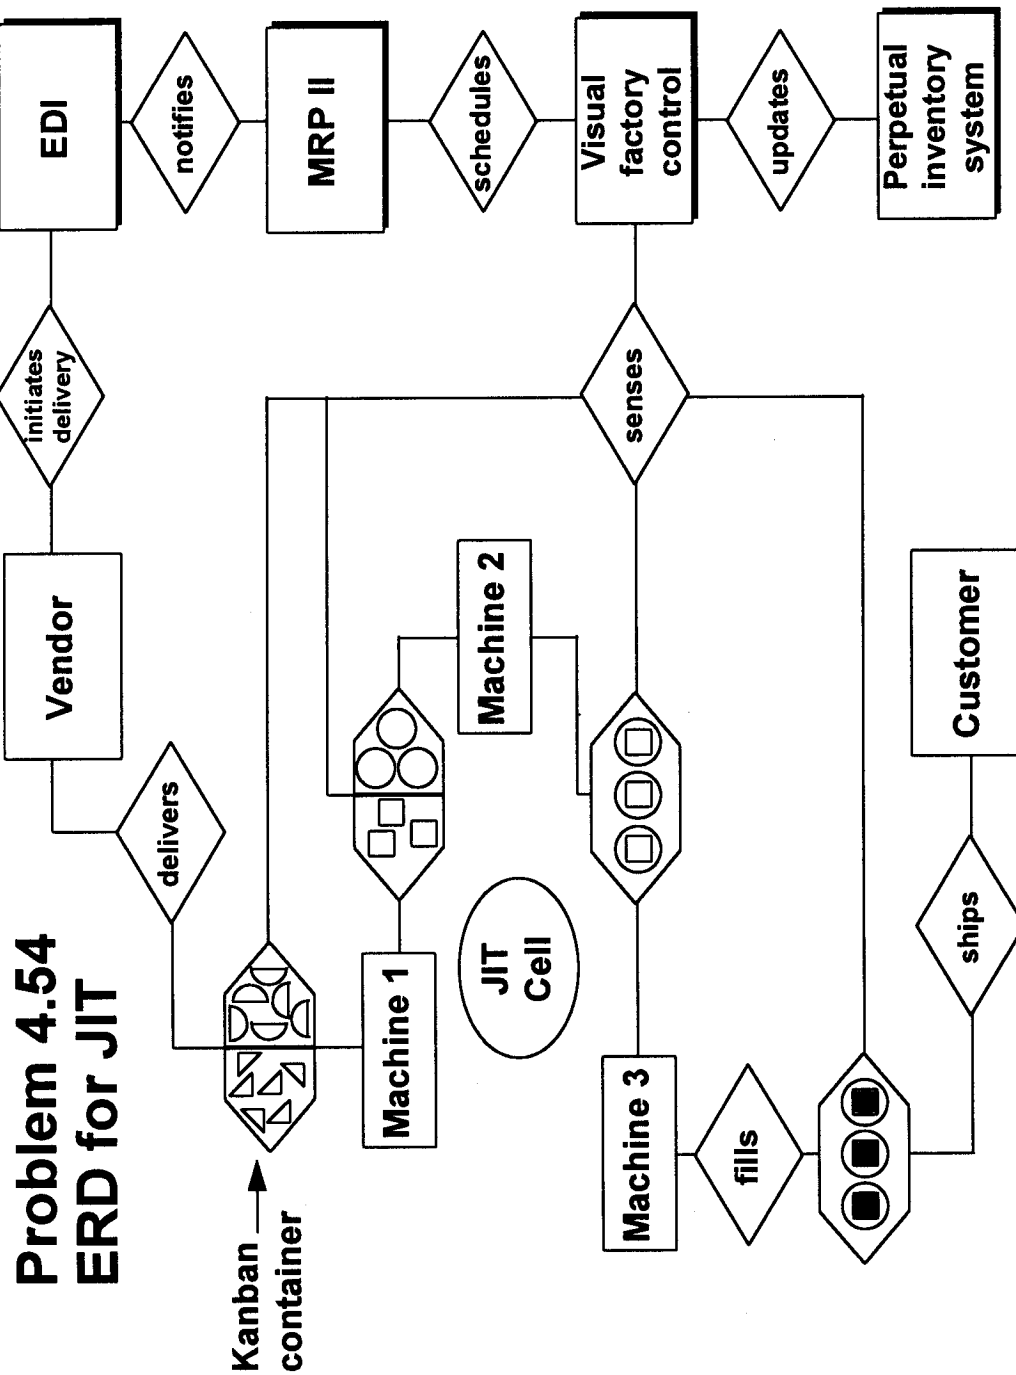 Problem 4.54
ERD for JIT
Kanban
container
delivers
Vendor
initiates
delivery
EDI
notifies
MRP II
schedules
Visual
factory
control
updates
Perpetual
inventory
system
senses
Machine 1
Machine 2
JIT
Cell
Machine 3
fills
ships
Customer